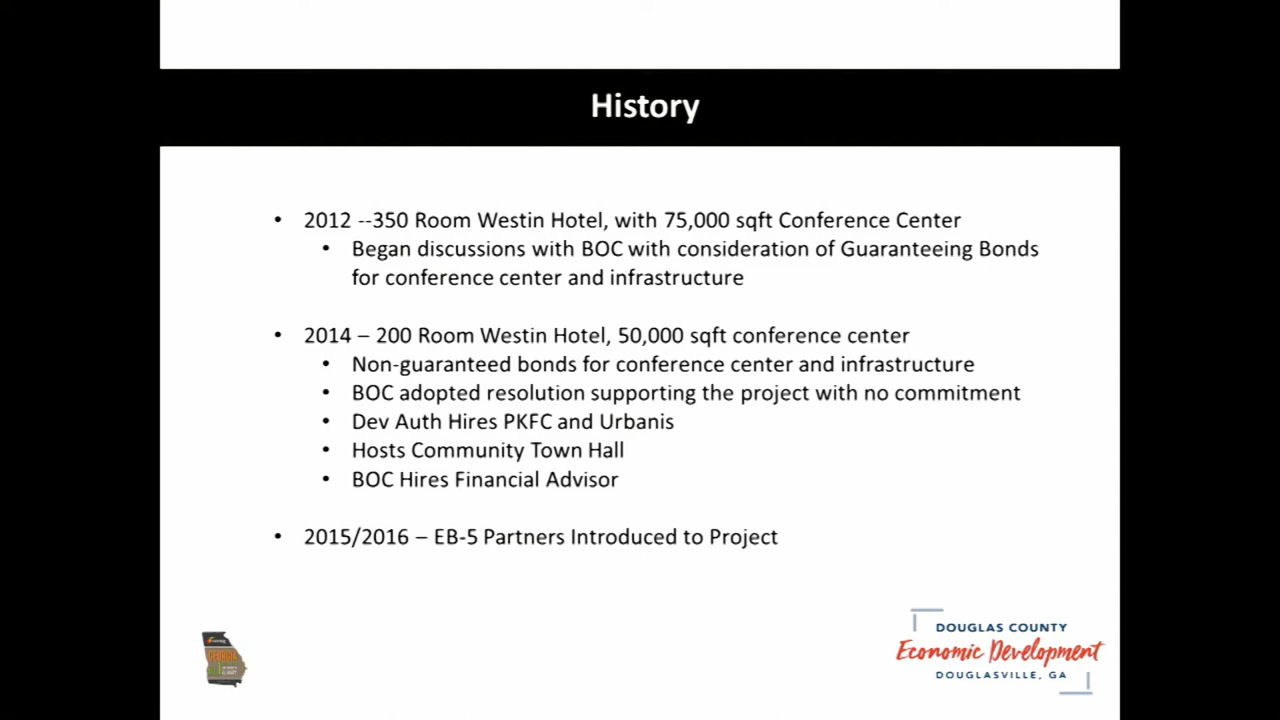 History
• 2012 --350 Room Westin Hotel, with 75,000 sqft Conference Center
• Began discussions with BOC with consideration of Guaranteeing Bonds
for conference center and infrastructure
• 2014 – 200 Room Westin Hotel, 50,000 sqft conference center
• Non-guaranteed bonds for conference center and infrastructure
• BOC adopted resolution supporting the project with no commitment
• Dev Auth Hires PKFC and Urbanis
• Hosts Community Town Hall
• BOC Hires Financial Advisor
• 2015/2016 – EB-5 Partners Introduced to Project
DOUGLAS COUNTY
Economic Development
DOUGLASVILLE, GA